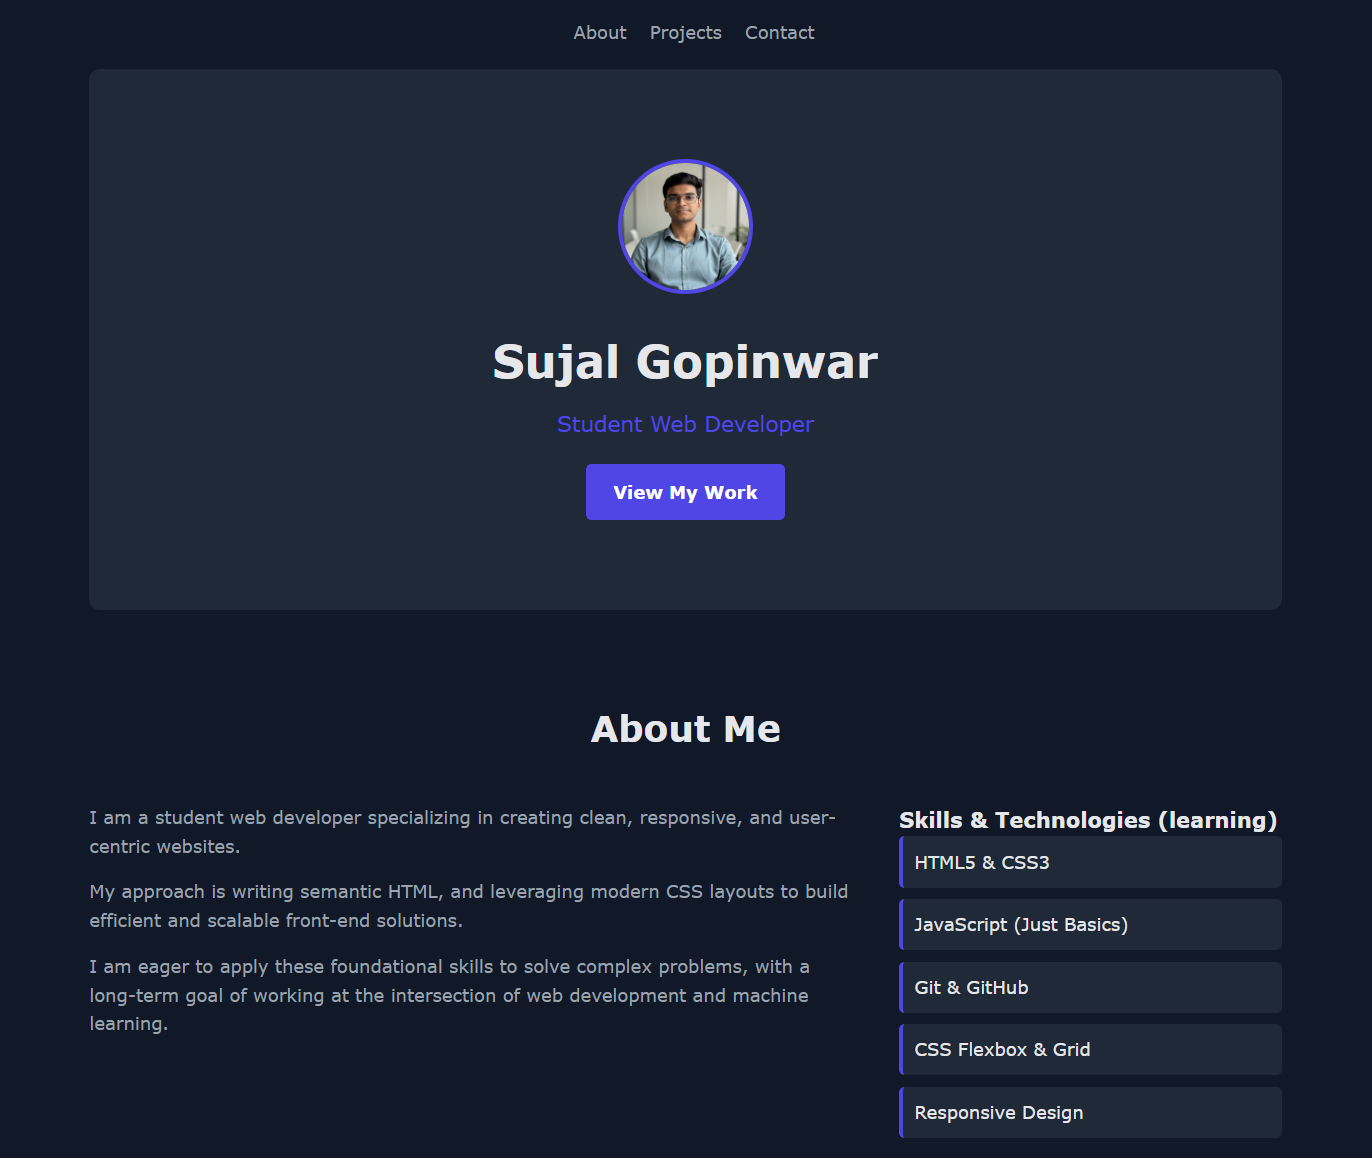 About Projects Contact
Sujal Gopinwar
Student Web Developer
View My Work
About Me
I am a student web developer specializing in creating clean, responsive, and user-
centric websites.
My approach is writing semantic HTML, and leveraging modern CSS layouts to build
efficient and scalable front-end solutions.
I am eager to apply these foundational skills to solve complex problems, with a
long-term goal of working at the intersection of web development and machine
learning.
Skills & Technologies (learning)
HTML5 & CSS3
JavaScript (Just Basics)
Git & GitHub
CSS Flexbox & Grid
Responsive Design